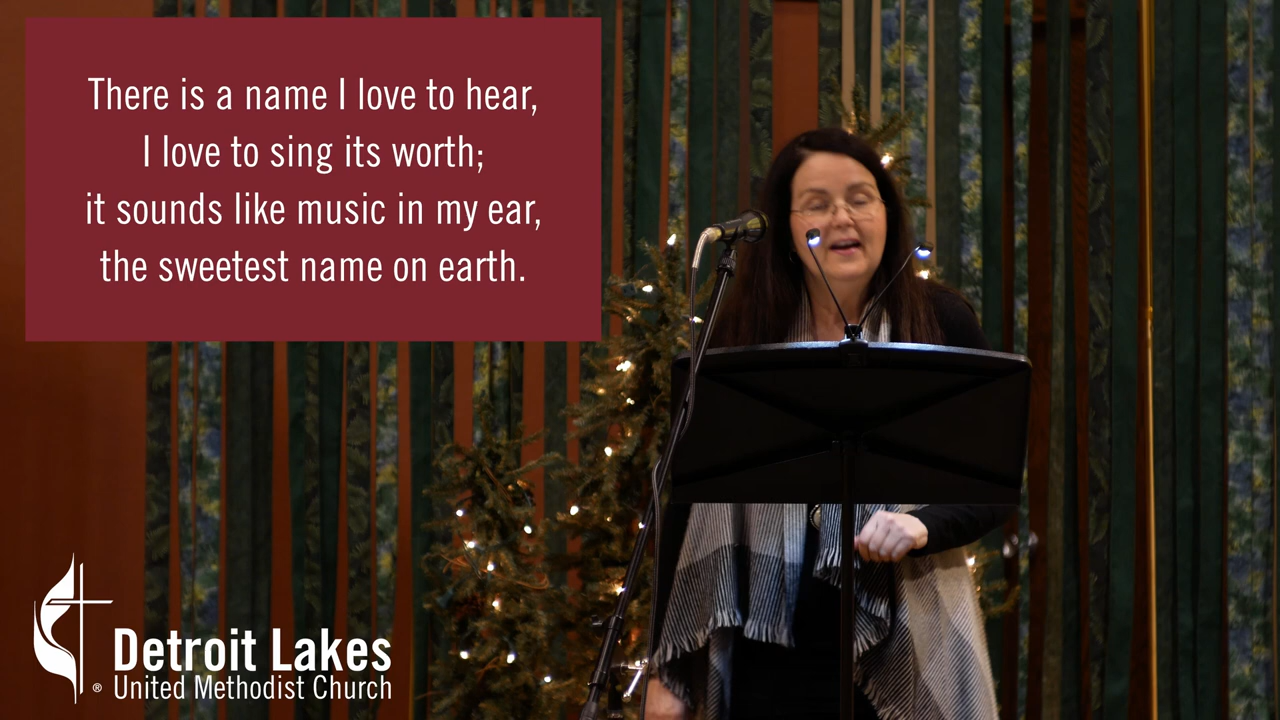 There is a name I love to hear,
I love to sing its worth;
it sounds like music in my ear,
the sweetest name on earth.
Detroit Lakes
® United Methodist Church